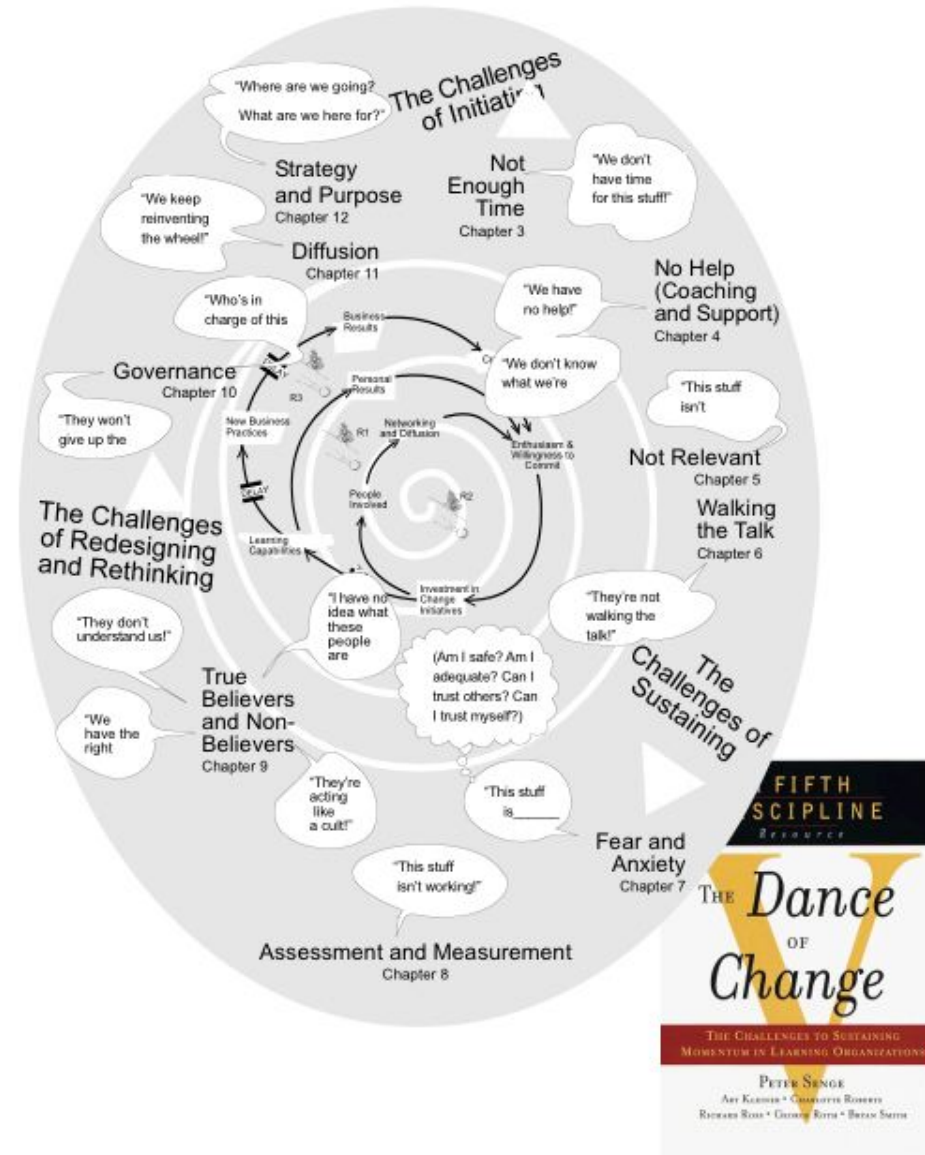 The Challenges
of Initiating
"Where are we going?
What are we here for?"
Strategy
and Purpose
Chapter 12
Not
Enough
Time
Chapter 3
"We don't
have time
for this stuff!"
"We keep
reinventing
the wheel!"
Diffusion
Chapter 11
No Help
(Coaching
and Support)
Chapter 4
"We have
no help!"
"Who's in
charge of this
Governance
Chapter 10
"They won't
give up the
"We don't know
what we're
"This stuff
isn't
Not Relevant
Chapter 5
Walking
the Talk
Chapter 6
"They're not
walking the
talk!"
Business
Results
Personal
Results
R3
New Business
Practices
R1
Networking
and Diffusion
Enthusiasm &
Willingness to
Commit
People
Involved
R2
DELAY
Learning
Capabilities
Investment in
Change
Initiatives
The Challenges
of Redesigning
and Rethinking
"They don't
understand us!"
"I have no
idea what
these
people
are
(Am I safe? Am I
adequate? Can I
trust others? Can
I trust myself?)
The
Challenges of
Sustaining
True
Believers
and Non-
Believers
Chapter 9
"We
have the
right
"They're
acting
like
a cult!"
"This stuff
is______
Fear and
Anxiety
Chapter 7
"This stuff
isn't working!"
Assessment and Measurement
Chapter 8
FIFTH
SCIPLINE
Resource
THE Dance
OF
Change
THE CHALLENGES TO SUSTAINING
MOMENTUM IN LEARNING ORGANIZATIONS
PETER SENGE
ART KLEINER • CHARLOTTE ROBERTS
RICHARD ROSS • GEORGE ROTH • BRYAN SMITH